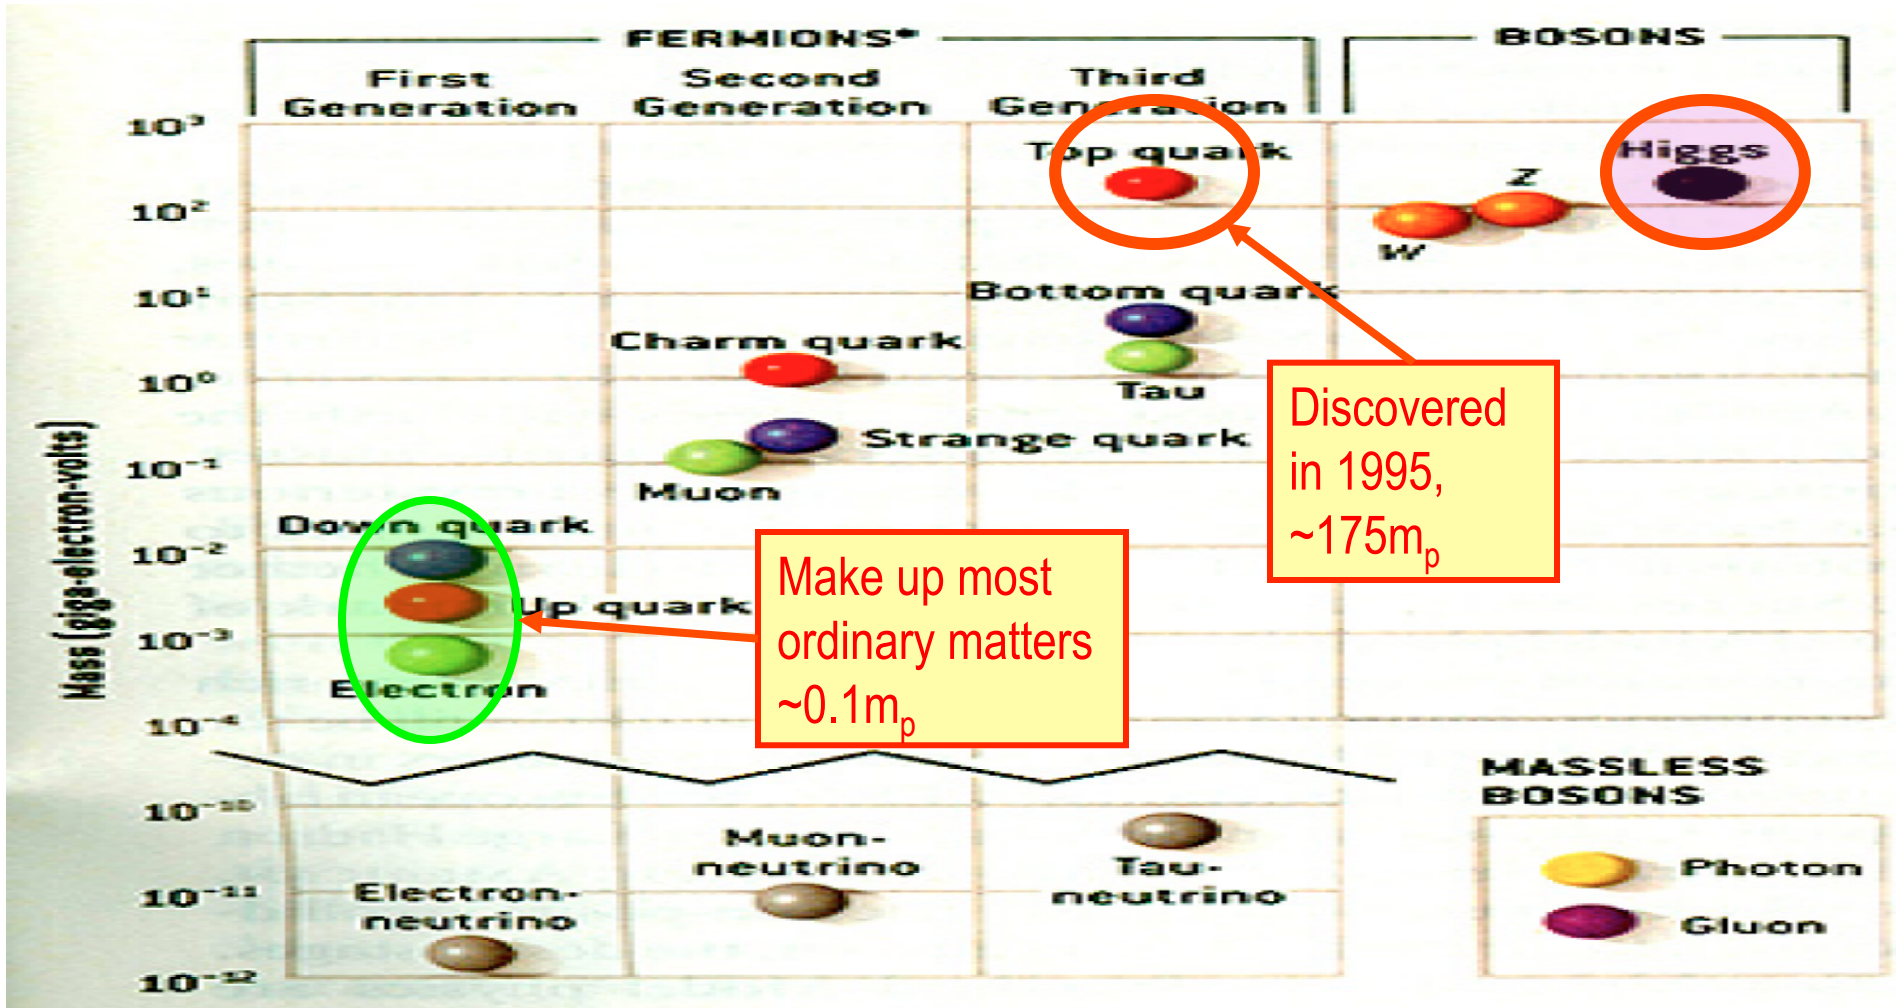 FERMIONS*
BOSONS
First
Generation
Second
Generation
Third
Generation
10³
10²
10¹
10⁰
10⁻¹
10⁻²
10⁻³
10⁻⁴
10⁻¹⁰
10⁻¹¹
10⁻¹²
Mass (giga-electron-volts)
Top quark
Higgs
Z
W
Bottom quark
Charm quark
Tau
Strange quark
Muon
Down quark
Up quark
Electron
Discovered
in 1995,
~175mₚ
Make up most
ordinary matters
~0.1mₚ
MASSLESS
BOSONS
Photon
Gluon
Muon-
neutrino
Tau-
neutrino
Electron-
neutrino